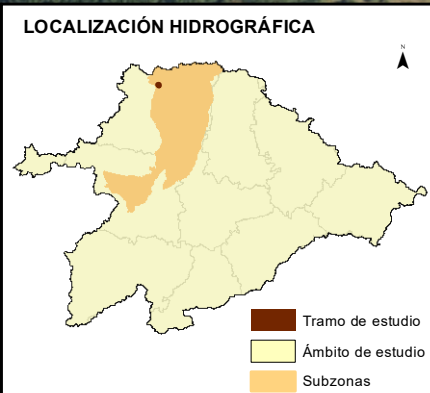 LOCALIZACIÓN HIDROGRÁFICA
N
Tramo de estudio
Ámbito de estudio
Subzonas